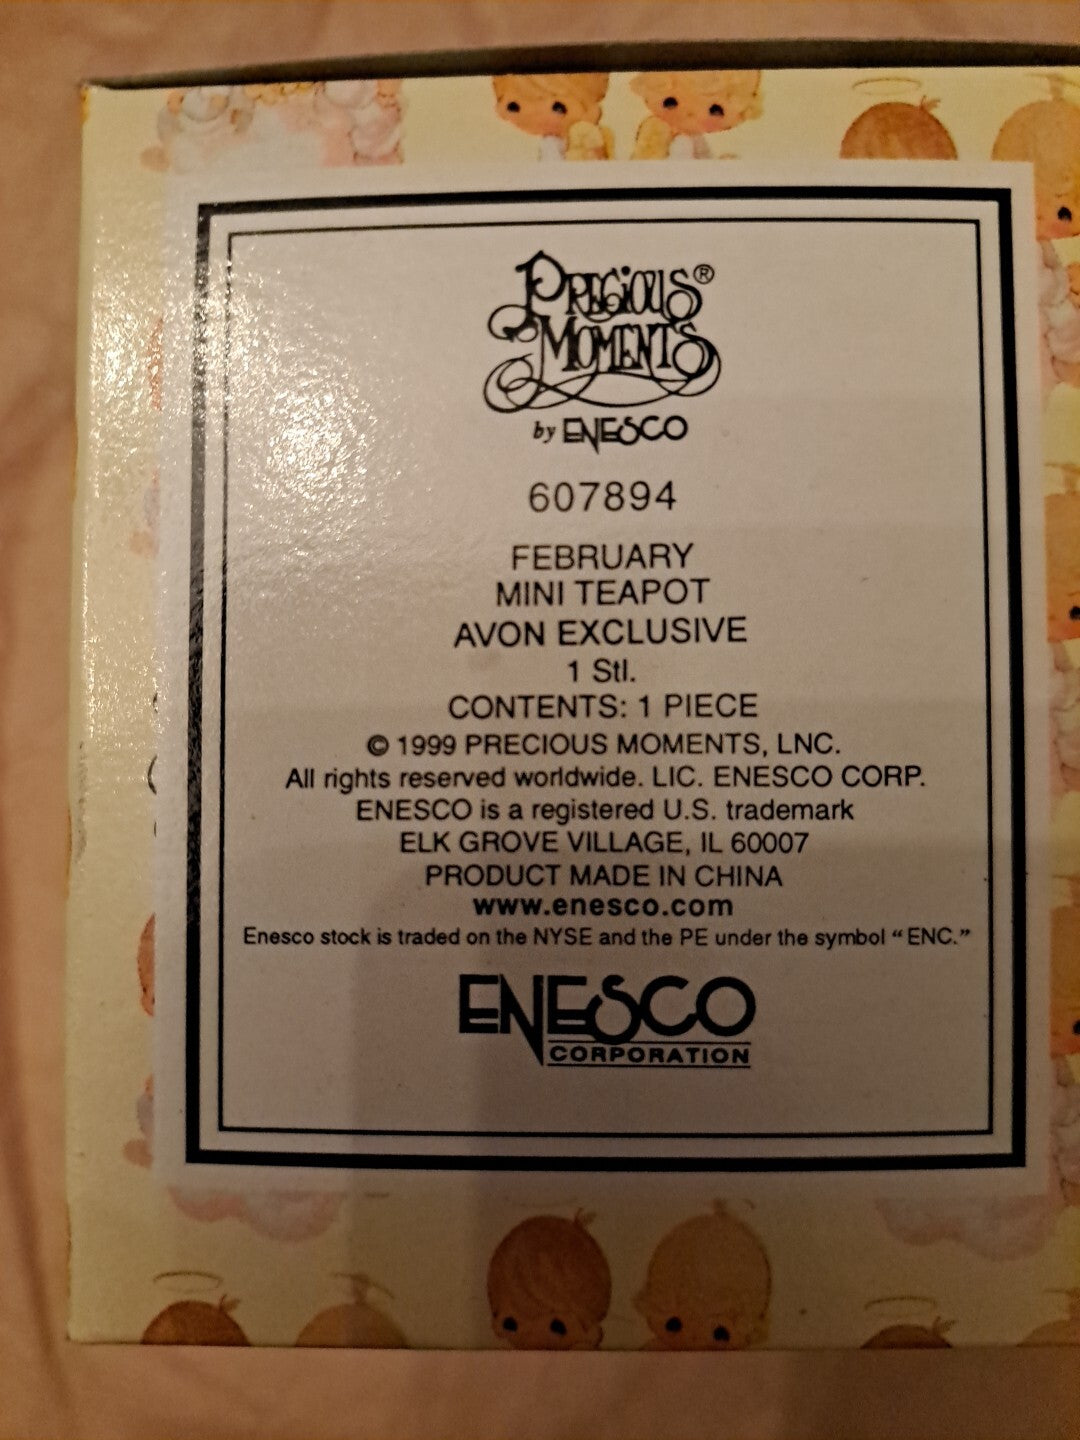 PRECIOUS®
MOMENTS
by ENESCO
607894
FEBRUARY
MINI TEAPOT
AVON EXCLUSIVE
1 Stl.
CONTENTS: 1 PIECE
© 1999 PRECIOUS MOMENTS, LNC.
All rights reserved worldwide. LIC. ENESCO CORP.
ENESCO is a registered U.S. trademark
ELK GROVE VILLAGE, IL 60007
PRODUCT MADE IN CHINA
www.enesco.com
Enesco stock is traded on the NYSE and the PE under the symbol “ENC.”
ENESCO
CORPORATION